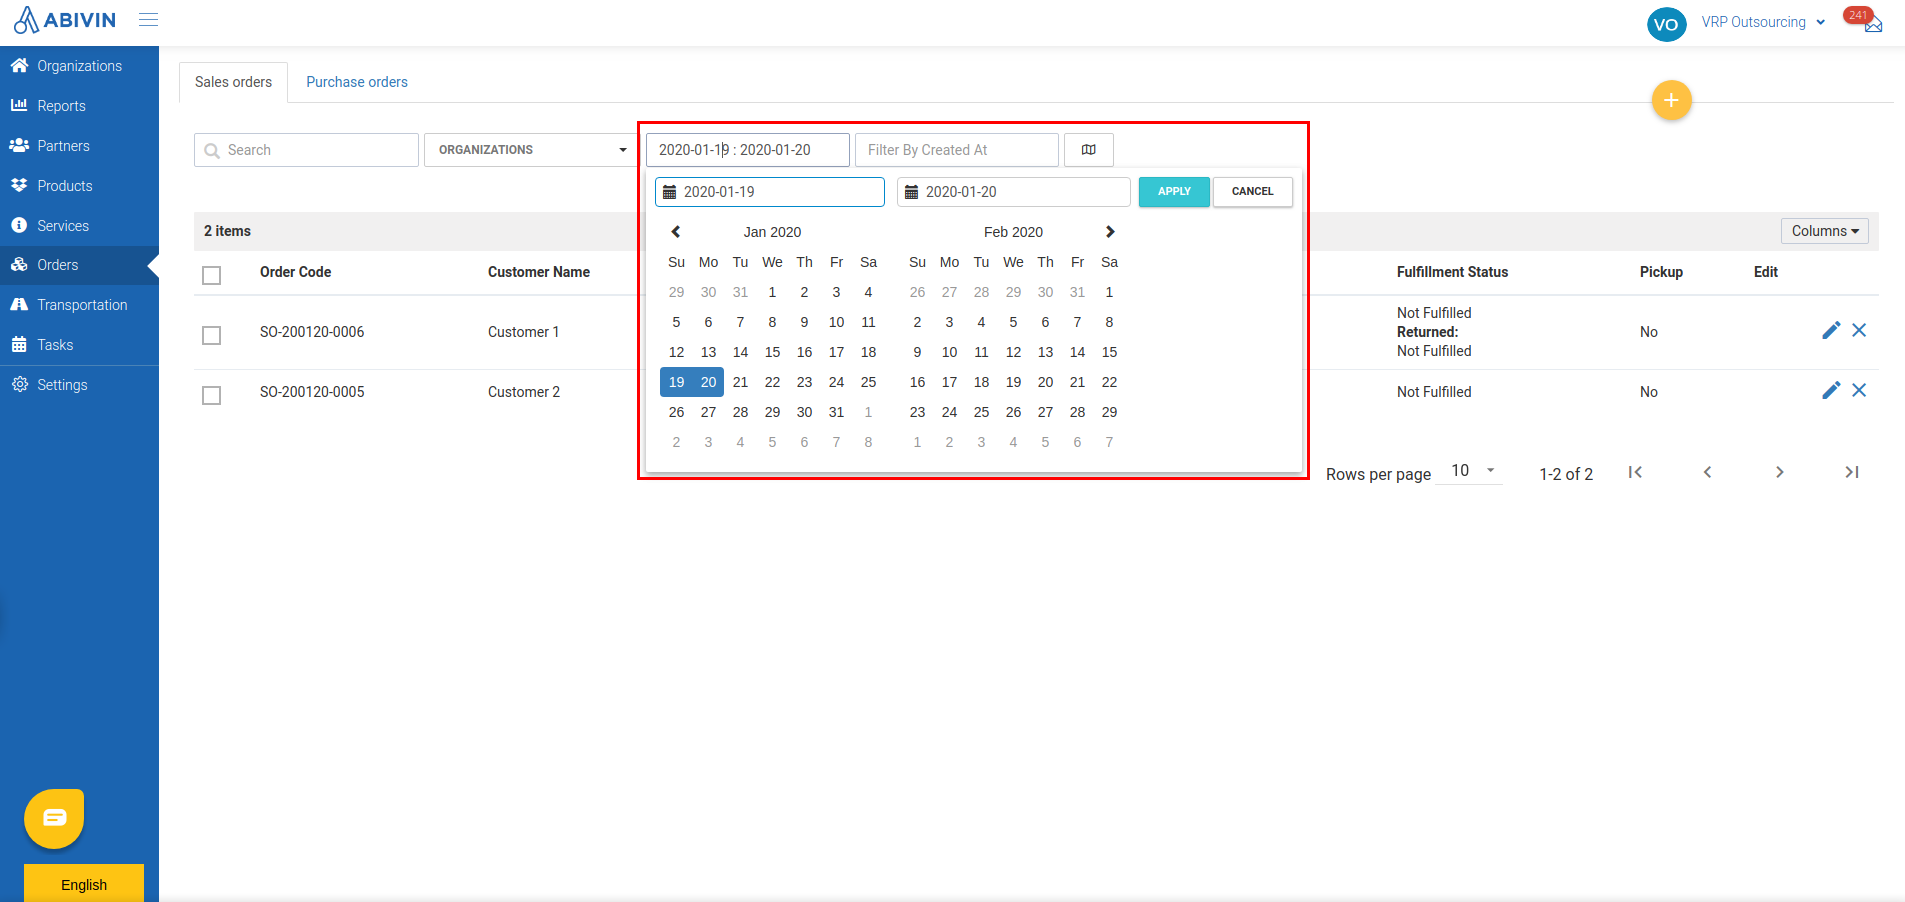 ABIVIN
VO VRP Outsourcing 241
Organizations
Reports
Partners
Products
Services
Orders
Transportation
Tasks
Settings
English
Sales orders Purchase orders
+
Search ORGANIZATIONS 2020-01-19 : 2020-01-20 Filter By Created At
2020-01-19 2020-01-20 APPLY CANCEL
Jan 2020
Su Mo Tu We Th Fr Sa
29 30 31 1 2 3 4
5 6 7 8 9 10 11
12 13 14 15 16 17 18
19 20 21 22 23 24 25
26 27 28 29 30 31 1
2 3 4 5 6 7 8
Feb 2020
Su Mo Tu We Th Fr Sa
26 27 28 29 30 31 1
2 3 4 5 6 7 8
9 10 11 12 13 14 15
16 17 18 19 20 21 22
23 24 25 26 27 28 29
1 2 3 4 5 6 7
2 items Columns
Order Code Customer Name Fulfillment Status Pickup Edit
SO-200120-0006 Customer 1 Not Fulfilled
Returned:
Not Fulfilled
No
SO-200120-0005 Customer 2 Not Fulfilled No
Rows per page 10 1-2 of 2